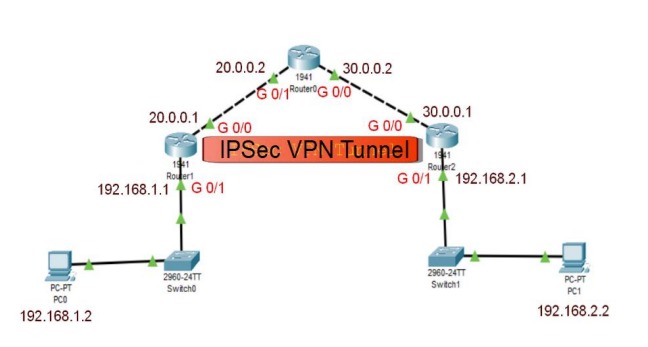 20.0.0.2
30.0.0.2
1941
Router0
G 0/1
G 0/0
20.0.0.1
30.0.0.1
G 0/0
G 0/0
IPSec VPN Tunnel
1941
Router1
1941
Router2
192.168.1.1
G 0/1
G 0/1
192.168.2.1
PC-PT
PC0
2960-24TT
Switch0
2960-24TT
Switch1
PC-PT
PC1
192.168.1.2
192.168.2.2